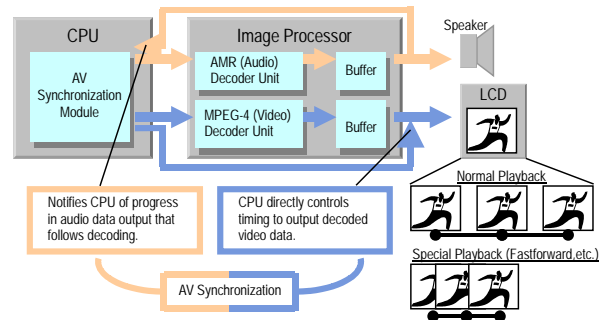 CPU
Image Processor
Speaker
AV
Synchronization
Module
AMR (Audio)
Decoder Unit
Buffer
MPEG-4 (Video)
Decoder Unit
Buffer
LCD
Normal Playback
Notifies CPU of progress
in audio data output that
follows decoding.
CPU directly controls
timing to output decoded
video data.
Special Playback (Fastforward,etc.)
AV Synchronization